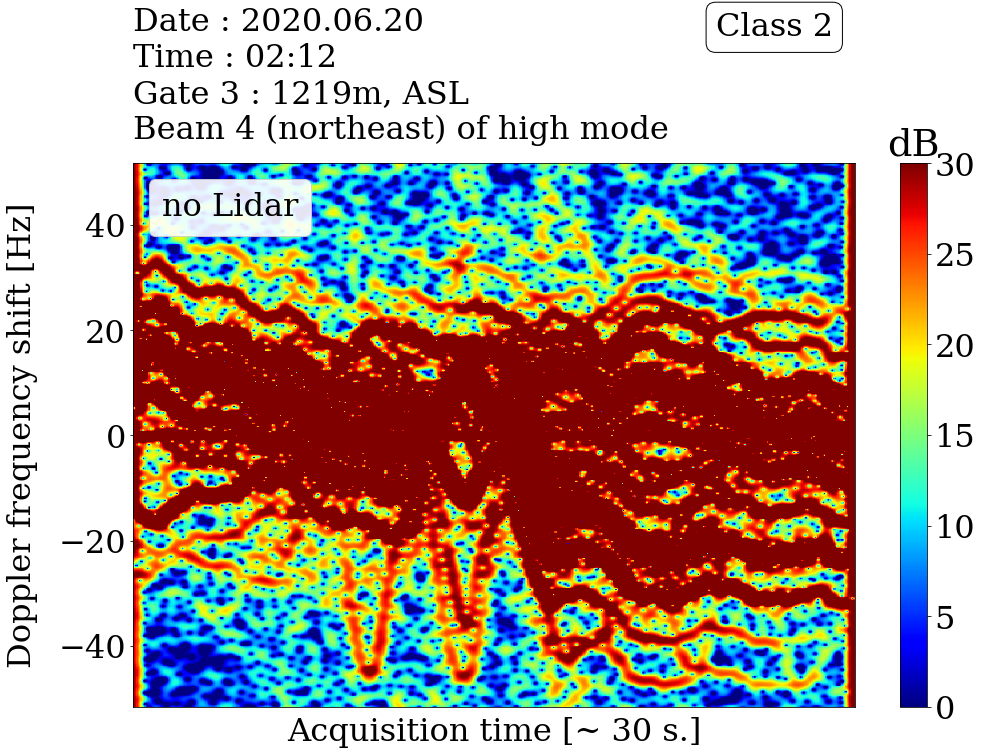 Date : 2020.06.20
Time : 02:12
Gate 3 : 1219m, ASL
Beam 4 (northeast) of high mode
Class 2
dB
no Lidar
Doppler frequency shift [Hz]
40
20
0
−20
−40
30
25
20
15
10
5
0
Acquisition time [~ 30 s.]